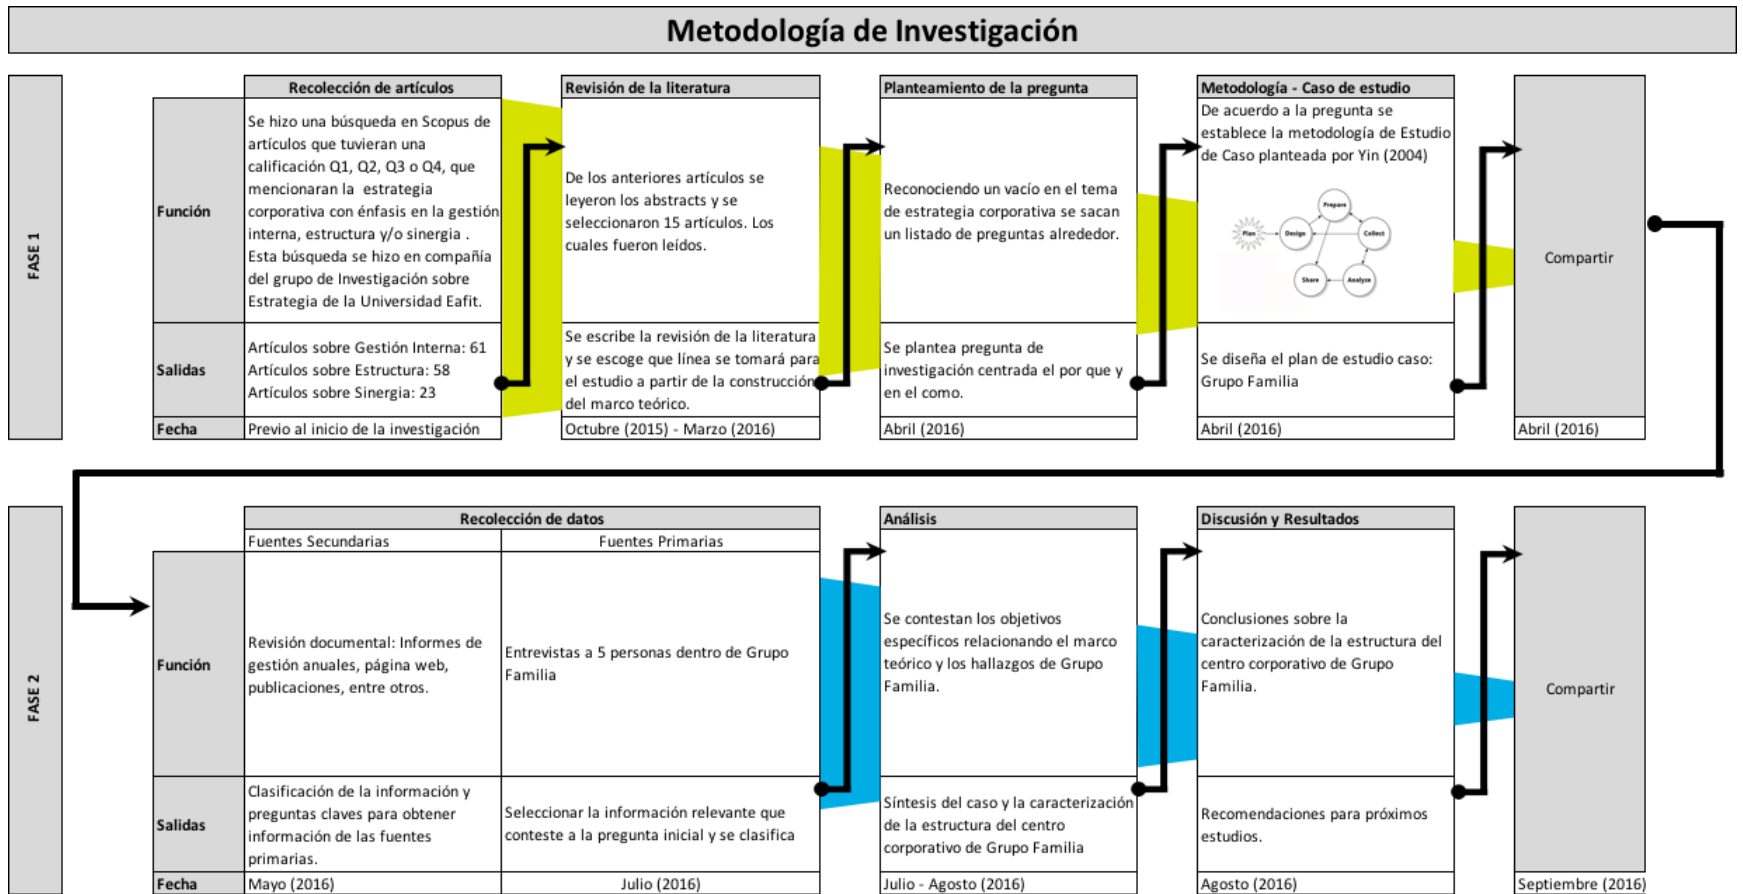 Metodología de Investigación
FASE 1
Recolección de artículos
Revisión de la literatura
Planteamiento de la pregunta
Metodología - Caso de estudio
Función
Se hizo una búsqueda en Scopus de
artículos que tuvieran una
calificación Q1, Q2, Q3 o Q4, que
mencionaran la estrategia
corporativa con énfasis en la gestión
interna, estructura y/o sinergia .
Esta búsqueda se hizo en compañía
del grupo de Investigación sobre
Estrategia de la Universidad Eafit.
De los anteriores artículos se
leyeron los abstracts y se
seleccionaron 15 artículos. Los
cuales fueron leídos.
Reconociendo un vacío en el tema
de estrategia corporativa se sacan
un listado de preguntas alrededor.
De acuerdo a la pregunta se
establece la metodología de Estudio
de Caso planteada por Yin (2004)
Prepare
Plan
Design
Collect
Share
Analyze
Compartir
Salidas
Artículos sobre Gestión Interna: 61
Artículos sobre Estructura: 58
Artículos sobre Sinergia: 23
Se escribe la revisión de la literatura
y se escoge que línea se tomará para
el estudio a partir de la construcción
del marco teórico.
Se plantea pregunta de
investigación centrada el por que y
en el como.
Se diseña el plan de estudio caso:
Grupo Familia
Fecha
Previo al inicio de la investigación
Octubre (2015) - Marzo (2016)
Abril (2016)
Abril (2016)
Abril (2016)
FASE 2
Recolección de datos
Análisis
Discusión y Resultados
Fuentes Secundarias
Fuentes Primarias
Función
Revisión documental: Informes de
gestión anuales, página web,
publicaciones, entre otros.
Entrevistas a 5 personas dentro de Grupo
Familia
Se contestan los objetivos
específicos relacionando el marco
teórico y los hallazgos de Grupo
Familia.
Conclusiones sobre la
caracterización de la estructura del
centro corporativo de Grupo
Familia.
Compartir
Salidas
Clasificación de la información y
preguntas claves para obtener
información de las fuentes
primarias.
Seleccionar la información relevante que
conteste a la pregunta inicial y se clasifica
Síntesis del caso y la caracterización
de la estructura del centro
corporativo de Grupo Familia
Recomendaciones para próximos
estudios.
Fecha
Mayo (2016)
Julio (2016)
Julio - Agosto (2016)
Agosto (2016)
Septiembre (2016)